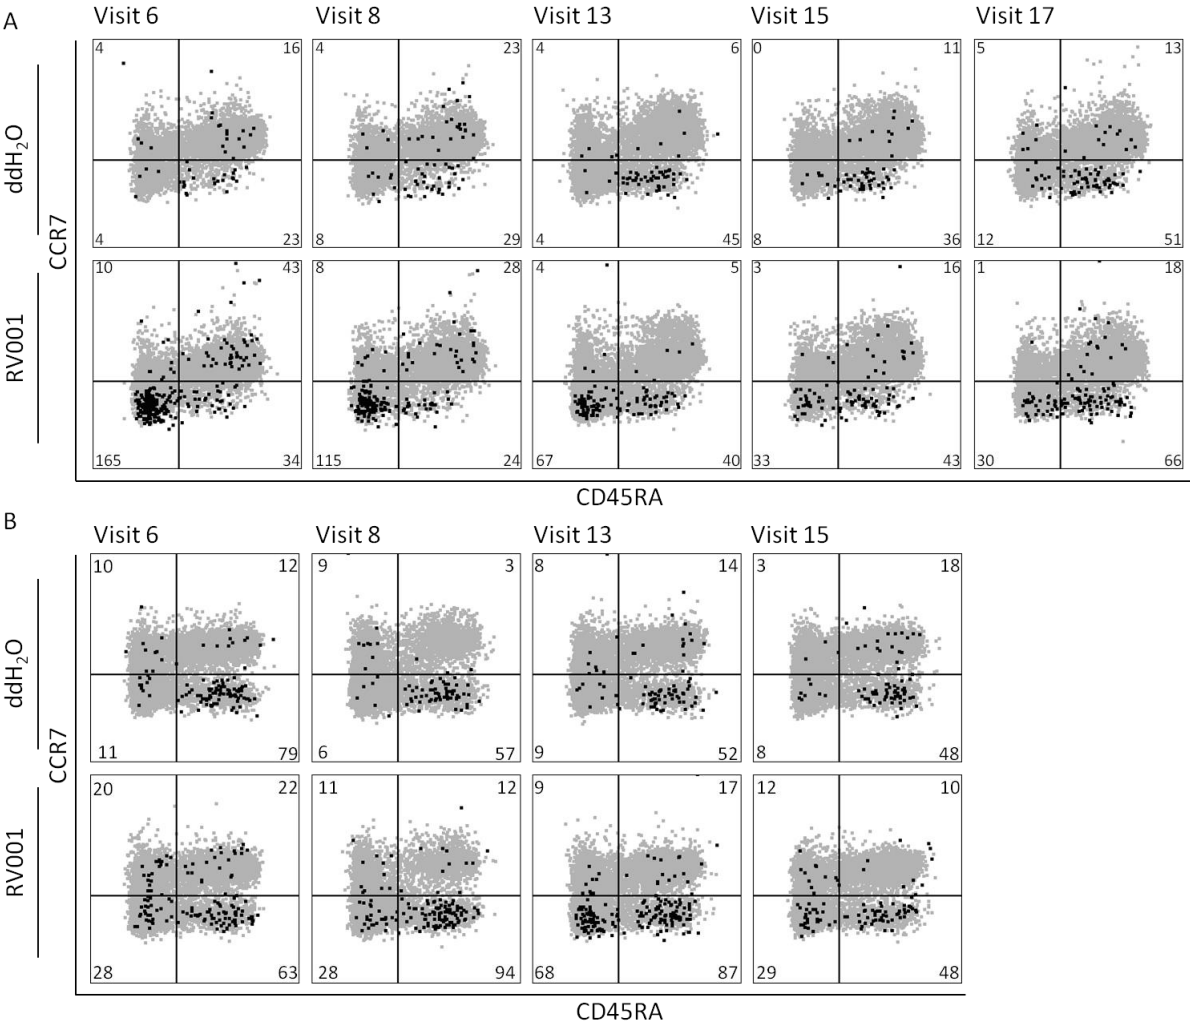 A
Visit 6 Visit 8 Visit 13 Visit 15 Visit 17
4 16 4 23 4 6 0 11 5 13
ddH₂O
4 23 8 29 4 45 8 36 12 51
CCR7
10 43 8 28 4 5 3 16 1 18
RV001
165 34 115 24 67 40 33 43 30 66
CD45RA
B
Visit 6 Visit 8 Visit 13 Visit 15
10 12 9 3 8 14 3 18
ddH₂O
11 79 6 57 9 52 8 48
CCR7
20 22 11 12 9 17 12 10
RV001
28 63 28 94 68 87 29 48
CD45RA